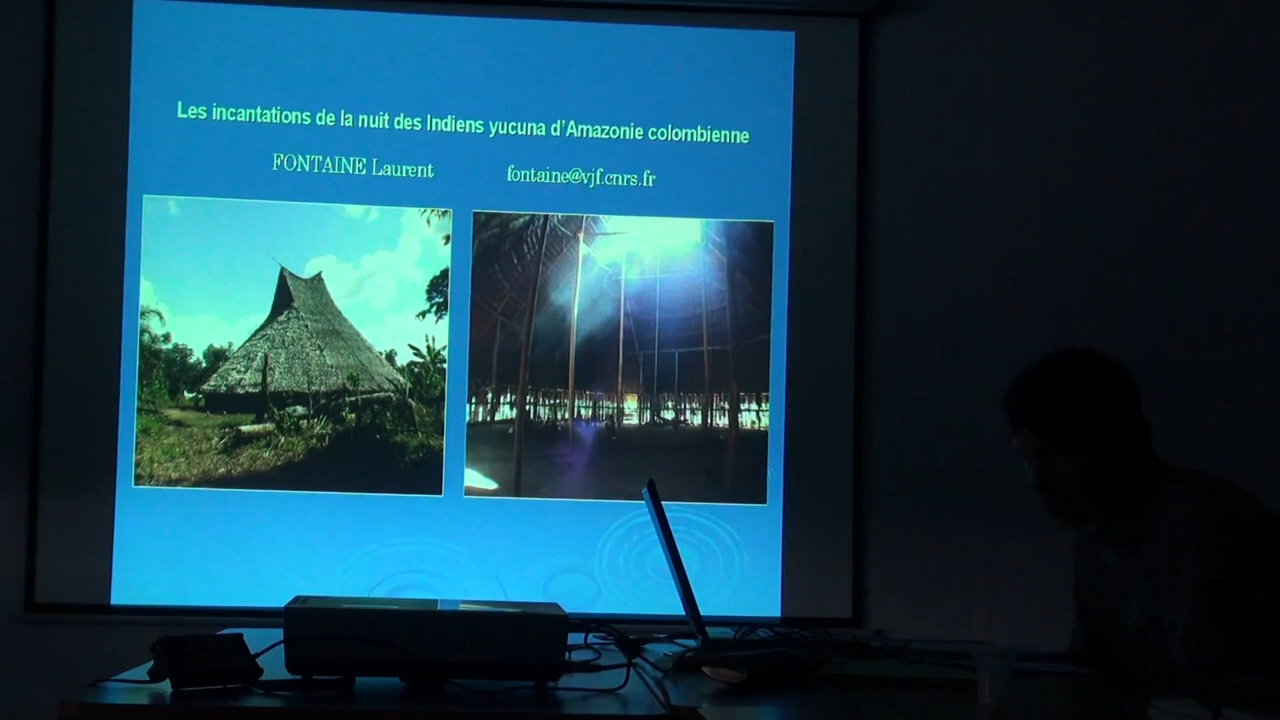 Les incantations de la nuit des Indiens yucuna d'Amazonie colombienne
FONTAINE Laurent fontaine@vjf.cnrs.fr